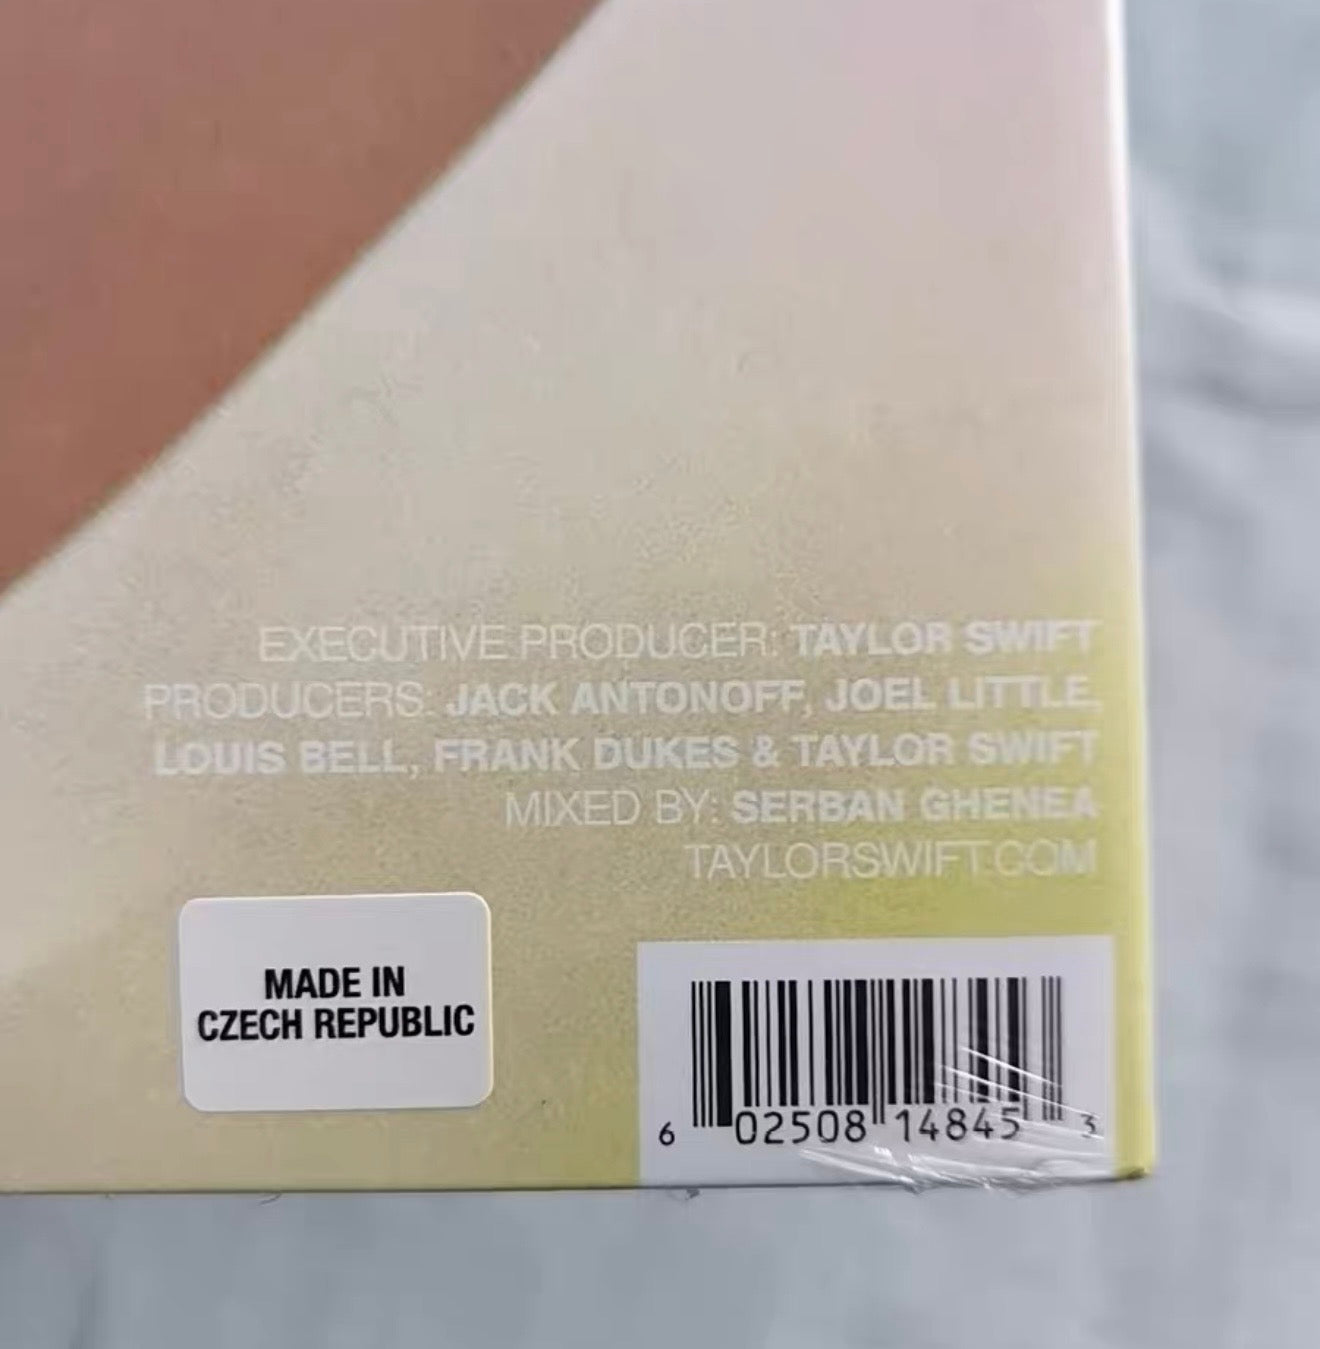 EXECUTIVE PRODUCER: TAYLOR SWIFT
PRODUCERS: JACK ANTONOFF, JOEL LITTLE,
LOUIS BELL, FRANK DUKES & TAYLOR SWIFT
MIXED BY: SERBAN GHENEA
TAYLORSWIFT.COM
MADE IN
CZECH REPUBLIC
6 02508 14845 3